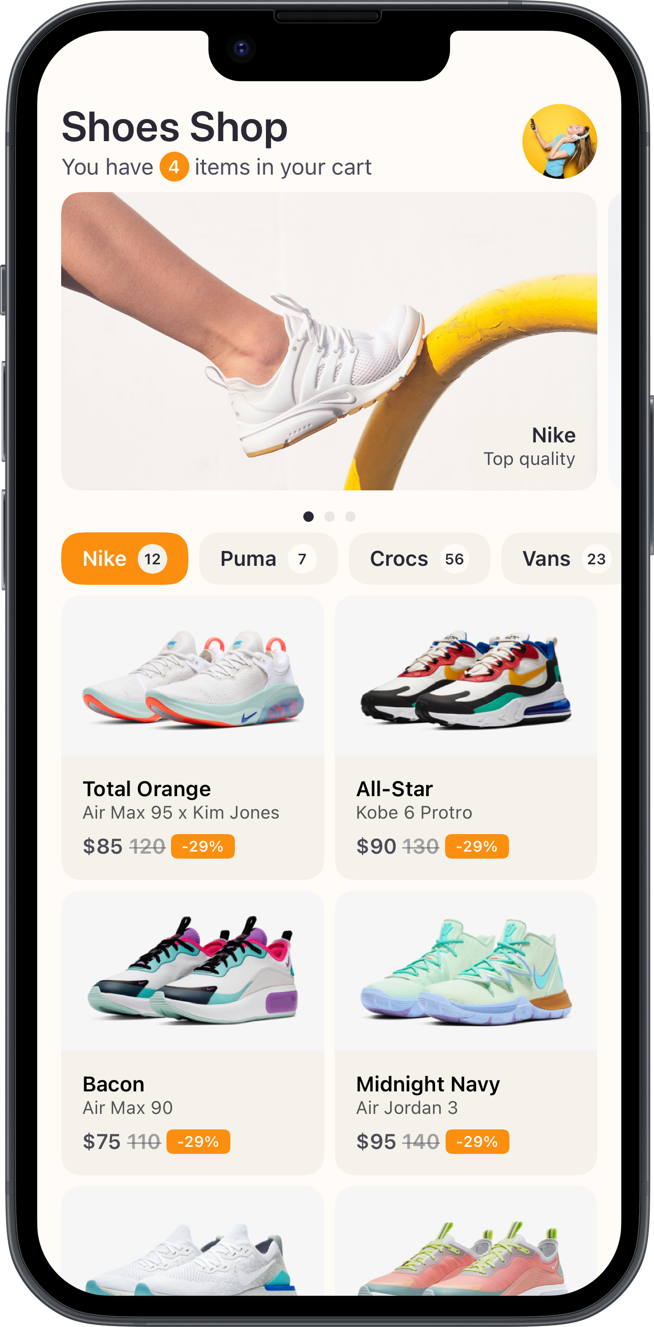 Shoes Shop
You have 4 items in your cart
Nike
Top quality
Nike 12 Puma 7 Crocs 56 Vans 23
Total Orange
Air Max 95 x Kim Jones
$85 120 -29%
All-Star
Kobe 6 Protro
$90 130 -29%
Bacon
Air Max 90
$75 110 -29%
Midnight Navy
Air Jordan 3
$95 140 -29%